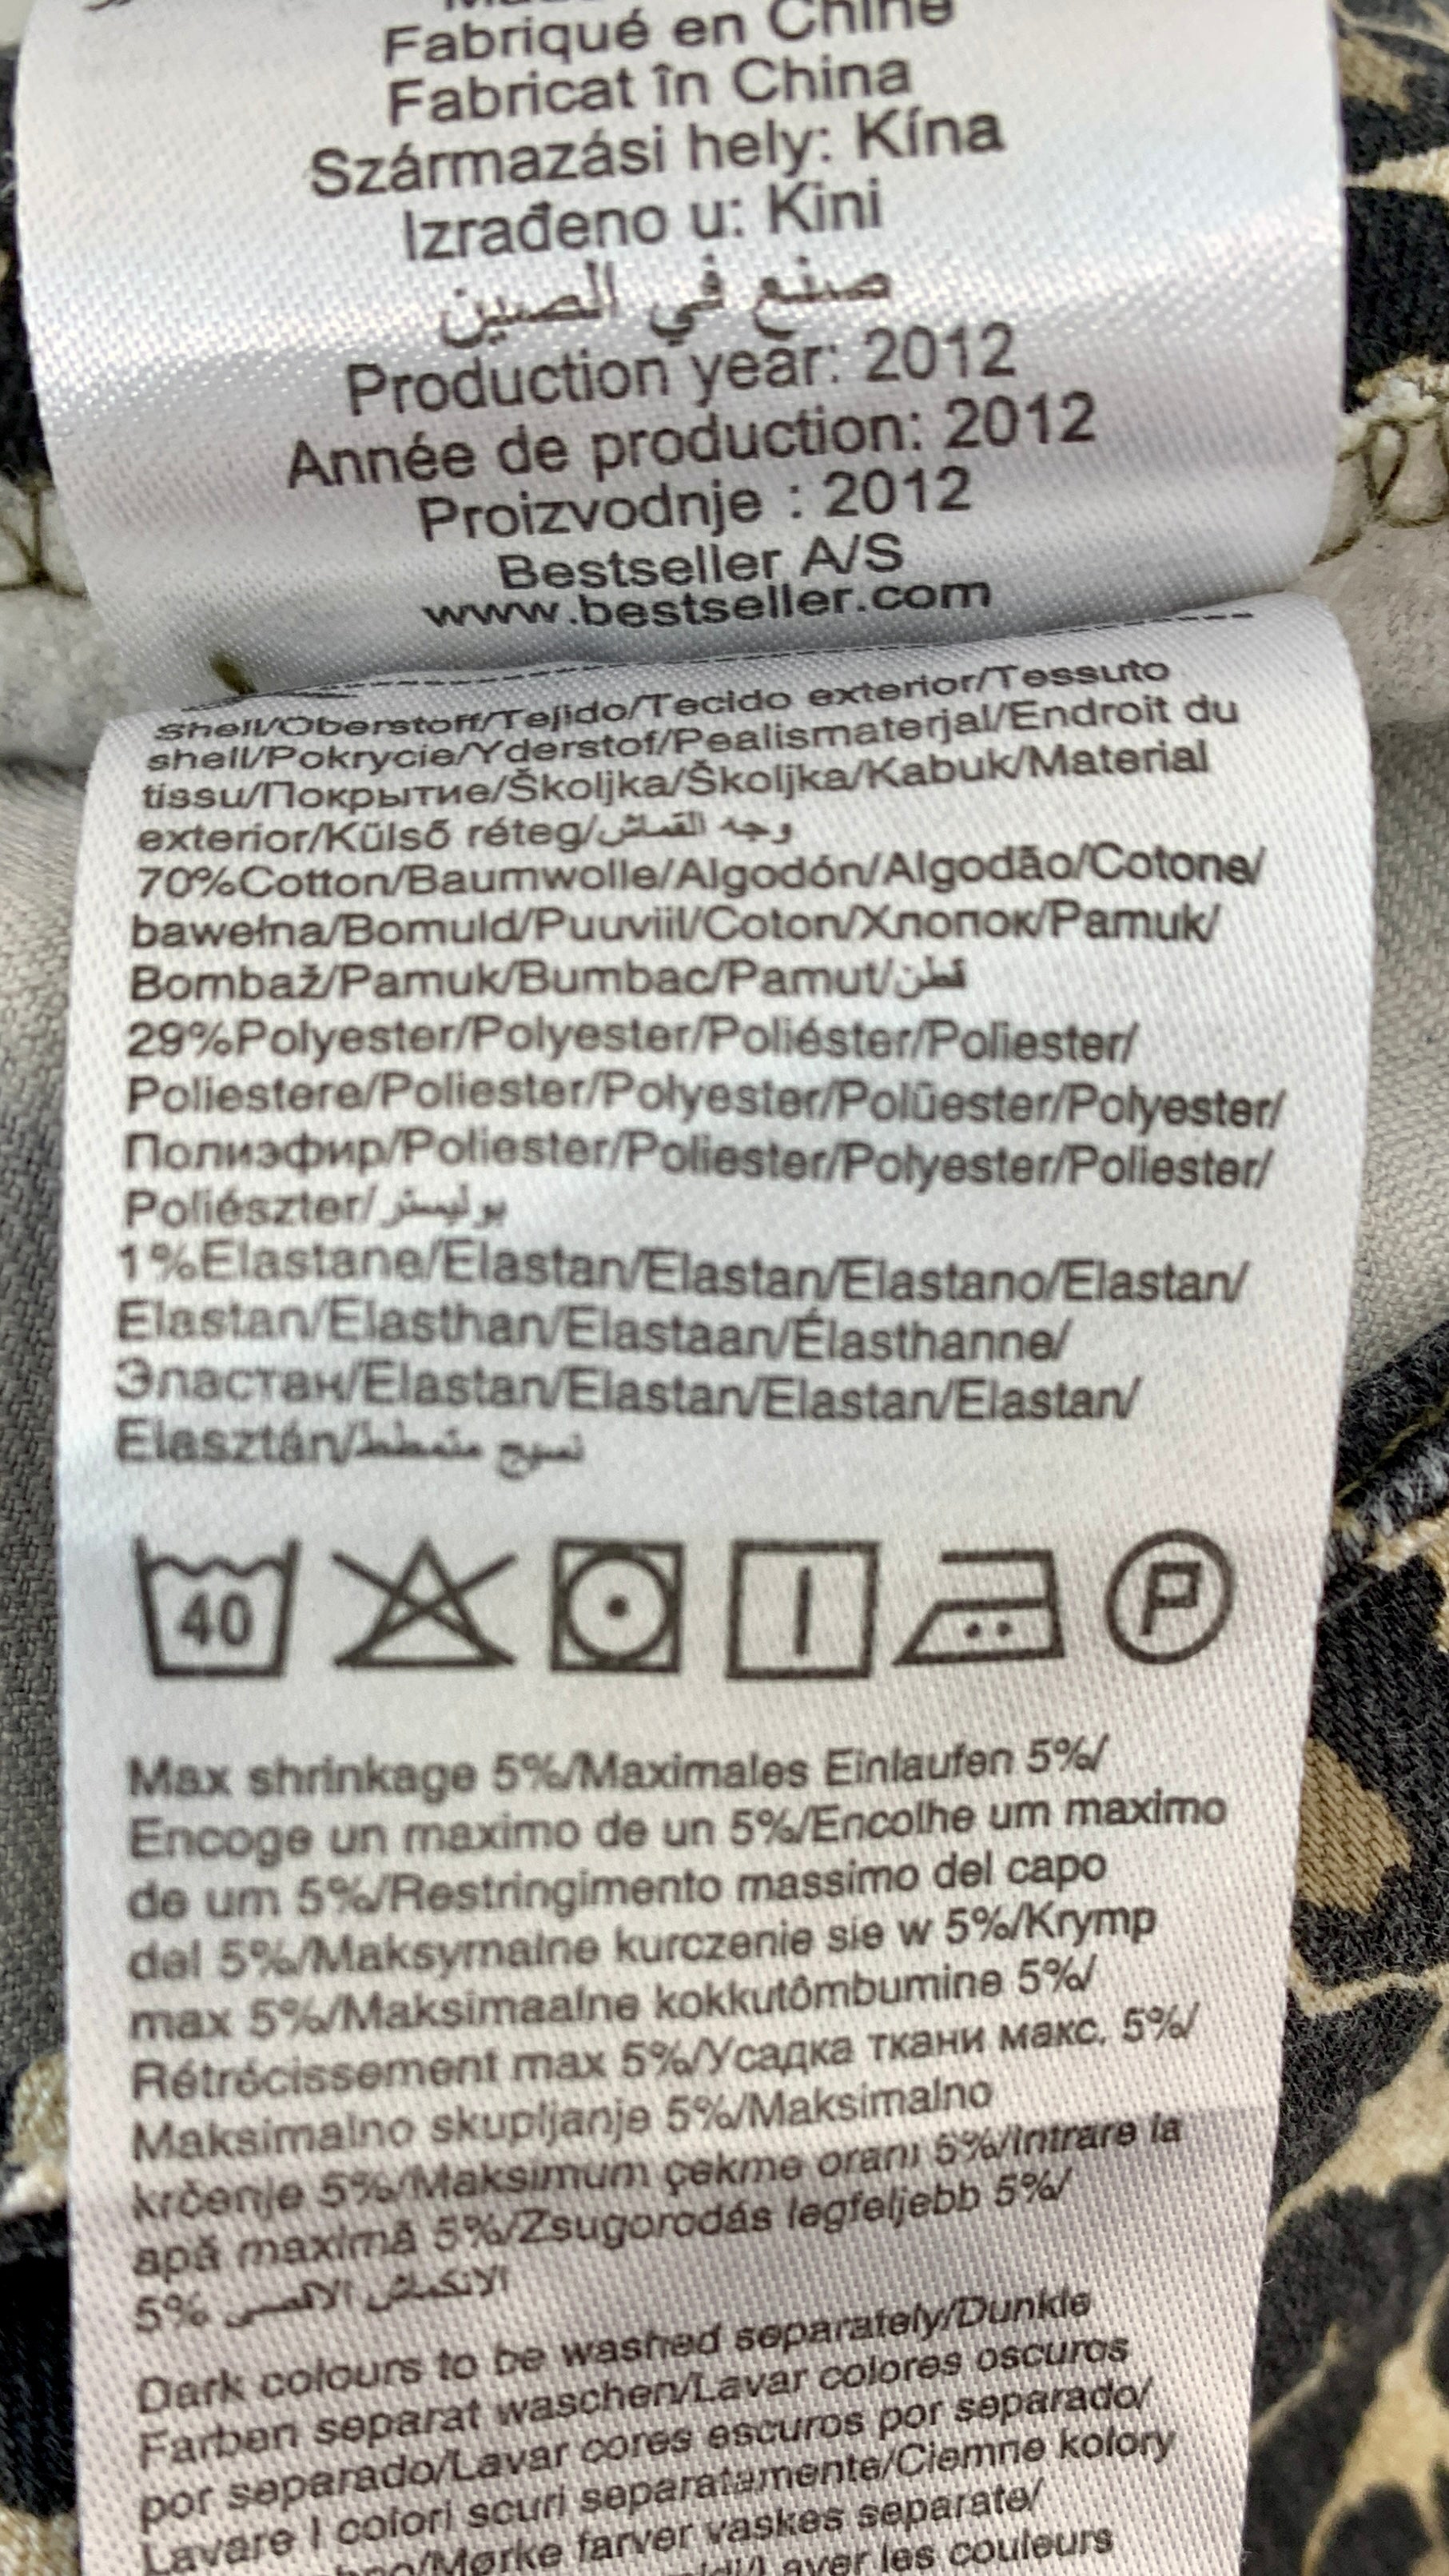 Fabriqué en Chine
Fabricat în China
Származási hely: Kína
Izrađeno u: Kini
صنع في الصين
Production year: 2012
Année de production: 2012
Proizvodnje : 2012
Bestseller A/S
www.bestseller.com
Shell/Oberstoff/Tejido/Tecido exterior/Tessuto
shell/Pokrycie/Yderstof/Pealismaterjal/Endroit du
tissu/Покрытие/Školjka/Školjka/Kabuk/Material
exterior/Külső réteg/وجه القماش
70%Cotton/Baumwolle/Algodón/Algodão/Cotone/
bawełna/Bomuld/Puuviil/Coton/Хлопок/Pamuk/
Bombaž/Pamuk/Bumbac/Pamut/قطن
29%Polyester/Polyester/Poliéster/Poliester/
Poliestere/Poliester/Polyester/Polüester/Polyester/
Полиэфир/Poliester/Poliester/Polyester/Poliester/
Poliészter/بوليستر
1%Elastane/Elastan/Elastan/Elastano/Elastan/
Elastan/Elasthan/Elastaan/Élasthanne/
Эластан/Elastan/Elastan/Elastan/Elastan/
Elasztán/نسيج متمطط
40
P
Max shrinkage 5%/Maximales Einlaufen 5%/
Encoge un maximo de un 5%/Encolhe um maximo
de um 5%/Restringimento massimo del capo
del 5%/Maksymalne kurczenie sie w 5%/Krymp
max 5%/Maksimaalne kokkutômbumine 5%/
Rétrécissement max 5%/Усадка ткани макс. 5%/
Maksimalno skupljanje 5%/Maksimalno
krčenje 5%/Maksimum çekme oranı 5%/Intrare la
apă maximă 5%/Zsugorodás legfeljebb 5%/
5% الانكماش الاقصى
Dark colours to be washed separately/Dunkle
Farben separat waschen/Lavar colores oscuros
por separado/Lavar cores escuros por separado/
Lavare I colori scuri separatamente/Ciemne kolory
/Mørke farver vaskes separate/
Laver les couleurs